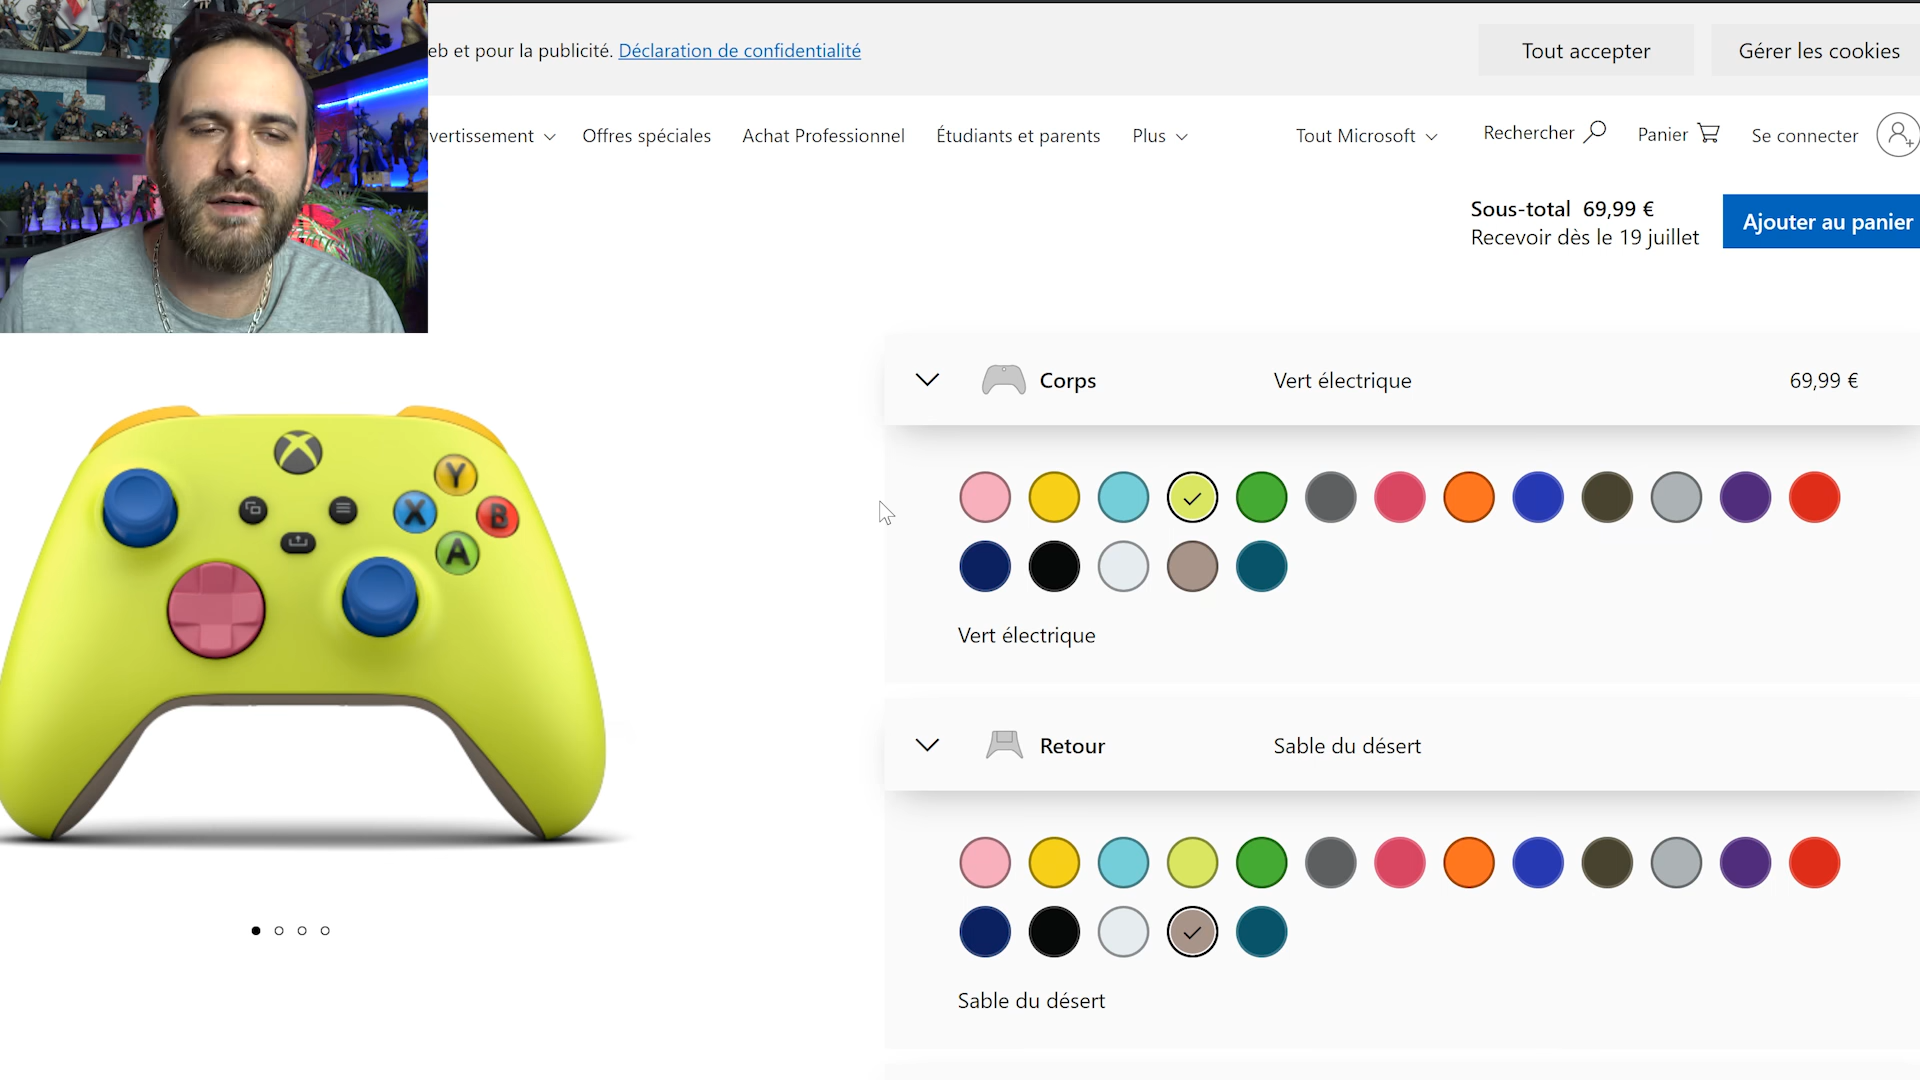 eb et pour la publicité. Déclaration de confidentialité
Tout accepter
Gérer les cookies
vertissement
Offres spéciales
Achat Professionnel
Étudiants et parents
Plus
Tout Microsoft
Rechercher
Panier
Se connecter
Sous-total 69,99 €
Recevoir dès le 19 juillet
Ajouter au panier
Corps
Vert électrique
69,99 €
Y
X
B
A
Vert électrique
Retour
Sable du désert
Sable du désert